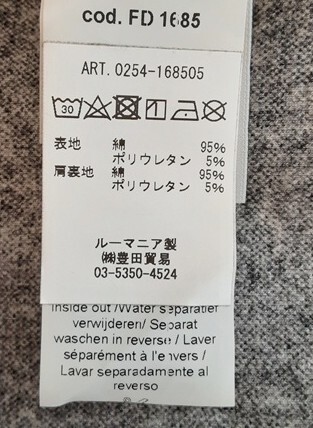 cod. FD 1685
ART. 0254-168505
30
表地 綿 95%
ポリウレタン 5%
肩裏地 綿 95%
ポリウレタン 5%
ルーマニア製
㈱豊田貿易
03-5350-4524
inside out /Water separatief
verwijderen/ Separat
waschen in reverse / Laver
séparément à l'envers /
Lavar separadamente al
reverso